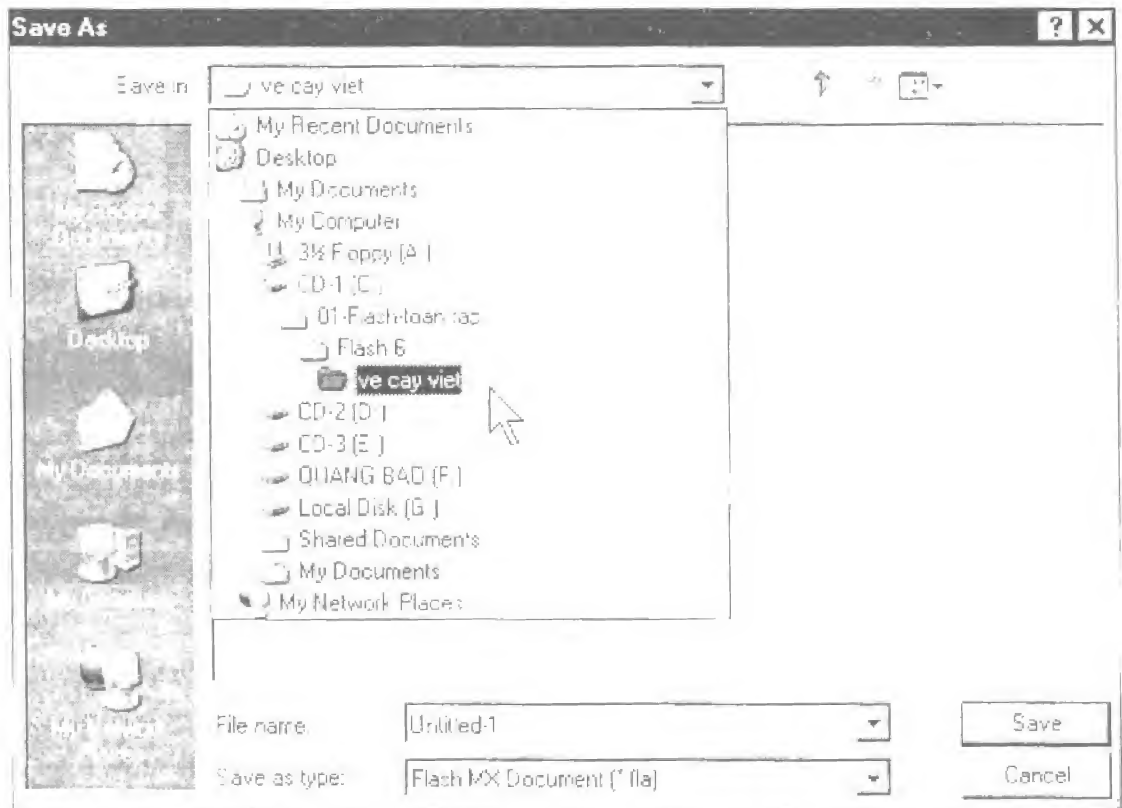 Save As
Save in
ve cay viet
My Recent Documents
Desktop
My Documents
My Computer
3½ Floppy (A:)
CD-1 (C:)
01-Flash-toan tap
Flash 6
ve cay viet
CD-2 (D:)
CD-3 (E:)
QUANG BAO (F:)
Local Disk (G:)
Shared Documents
My Documents
My Network Places
Documents
Desktop
My Documents
File name:
Untitled-1
Save
Save as type:
Flash MX Document (*.fla)
Cancel